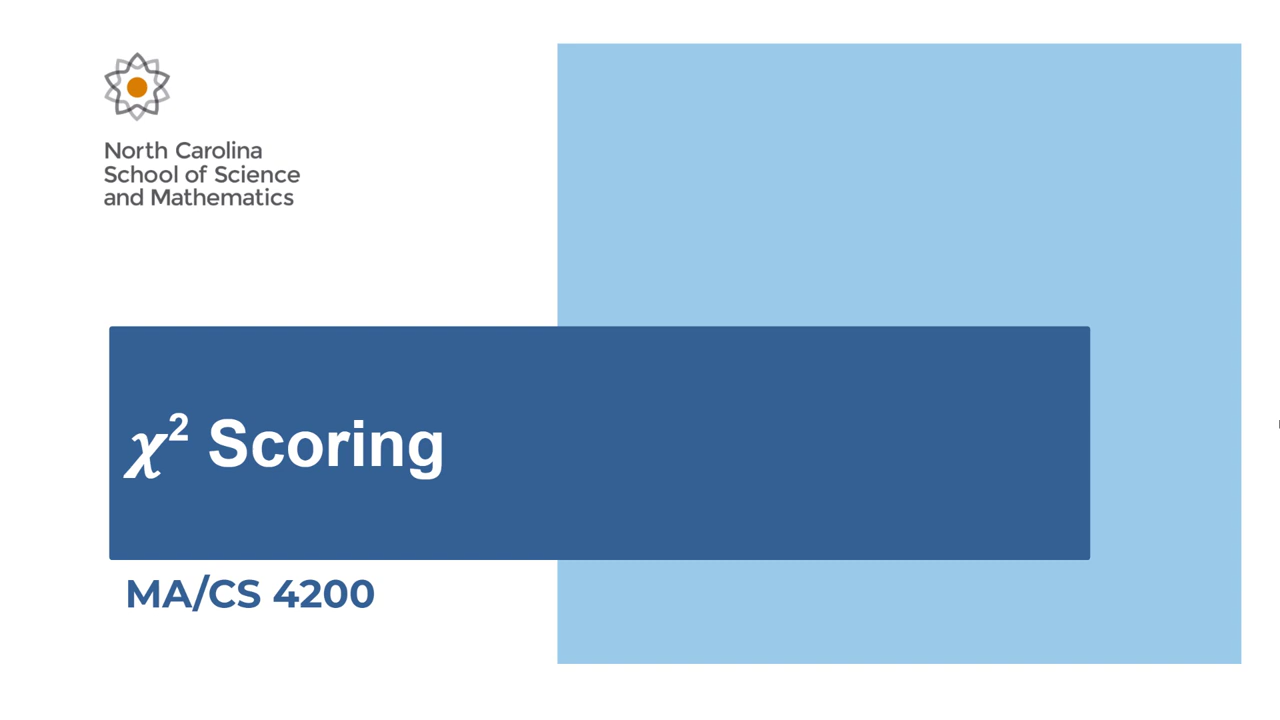 North Carolina
School of Science
and Mathematics
χ² Scoring
MA/CS 4200